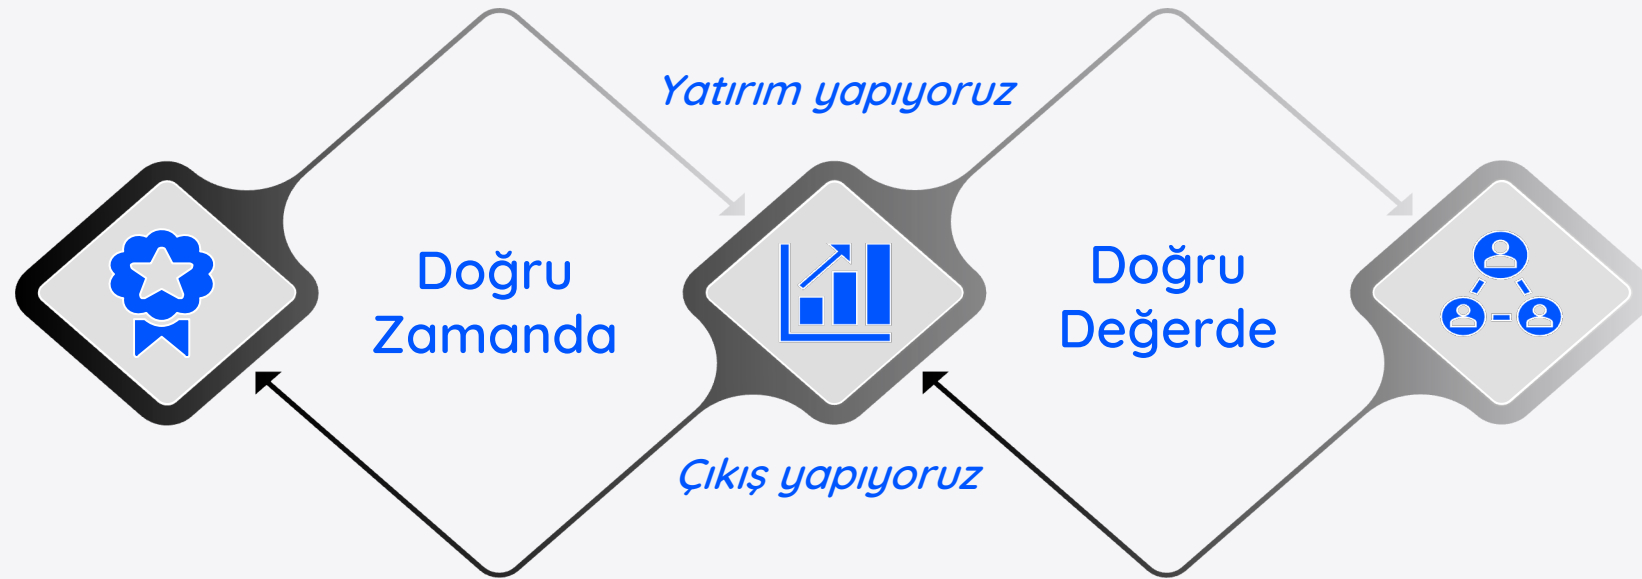 Yatırım yapıyoruz
Doğru
Zamanda
Doğru
Değerde
Çıkış yapıyoruz